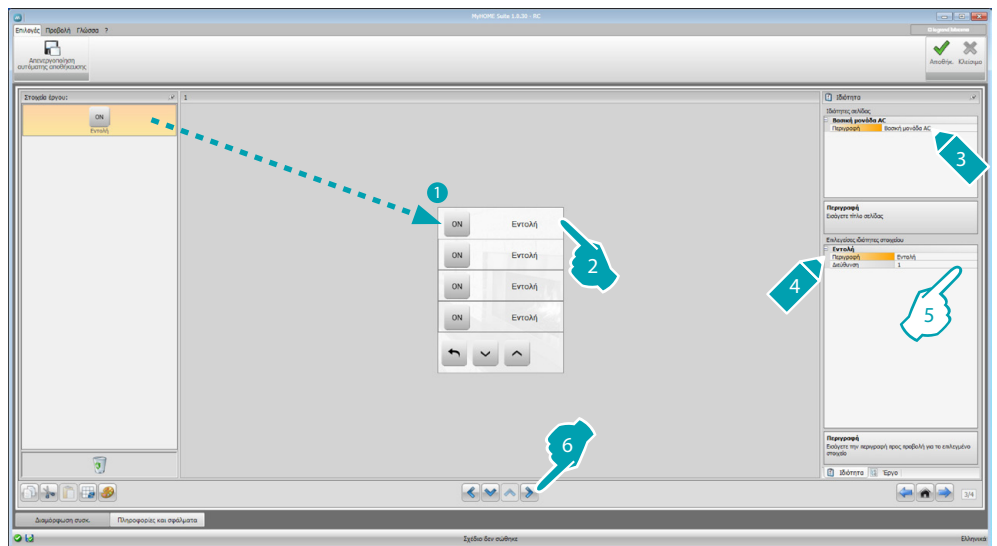 MyHOME Suite 1.0.30 - RC
Επιλογές Προβολή Γλώσσα ?
Απενεργοποίηση
αυτόματης αποθήκευσης
Αποθήκ. Κλείσιμο
Στοιχείο έργου:
1
ON
Εντολή
1
ON Εντολή
ON Εντολή
ON Εντολή
ON Εντολή
2
Ιδιότητα
Ιδιότητες σελίδας
Βασική μονάδα AC
Περιγραφή Βασική μονάδα AC
3
Περιγραφή
Εισάγετε τίτλο σελίδας
Επιλεγείσες ιδιότητες στοιχείου
Εντολή
Περιγραφή Εντολή
Διεύθυνση 1
4
5
6
Περιγραφή
Εισάγετε την περιγραφή προς προβολή για το επιλεγμένο
στοιχείο
Ιδιότητα Έργο
3/4
Διαμόρφωση συσκ. Πληροφορίες και σφάλματα
Σχέδιο δεν σώθηκε
Ελληνικά